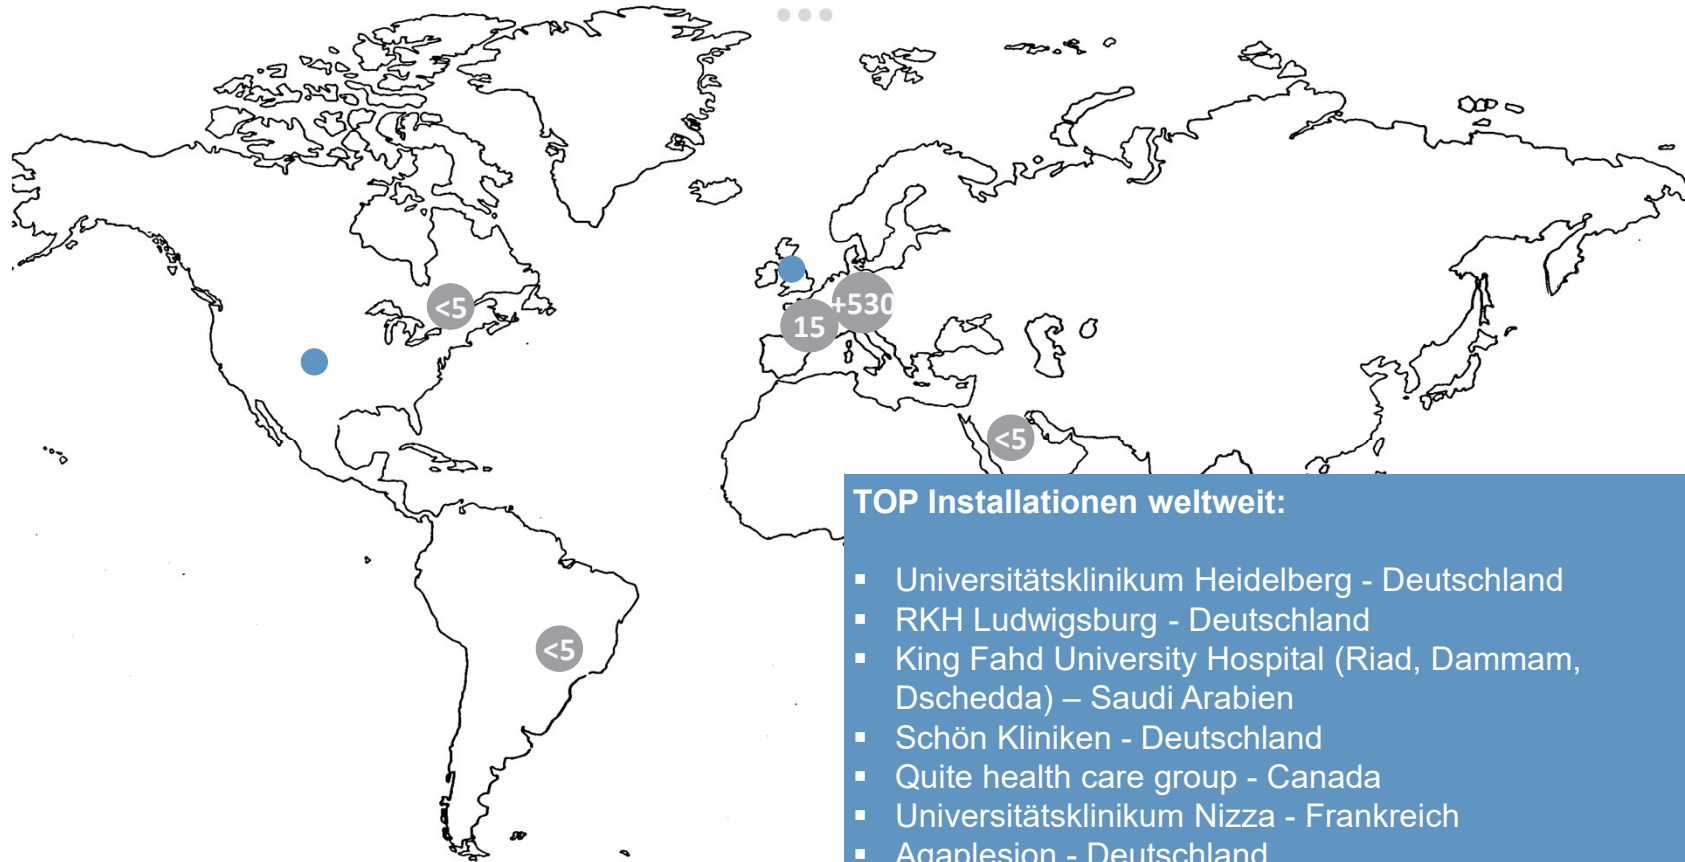 <5
+530
15
<5
<5
TOP Installationen weltweit:
▪ Universitätsklinikum Heidelberg - Deutschland
▪ RKH Ludwigsburg - Deutschland
▪ King Fahd University Hospital (Riad, Dammam,
Dschedda) – Saudi Arabien
▪ Schön Kliniken - Deutschland
▪ Quite health care group - Canada
▪ Universitätsklinikum Nizza - Frankreich
▪ Agaplesion - Deutschland